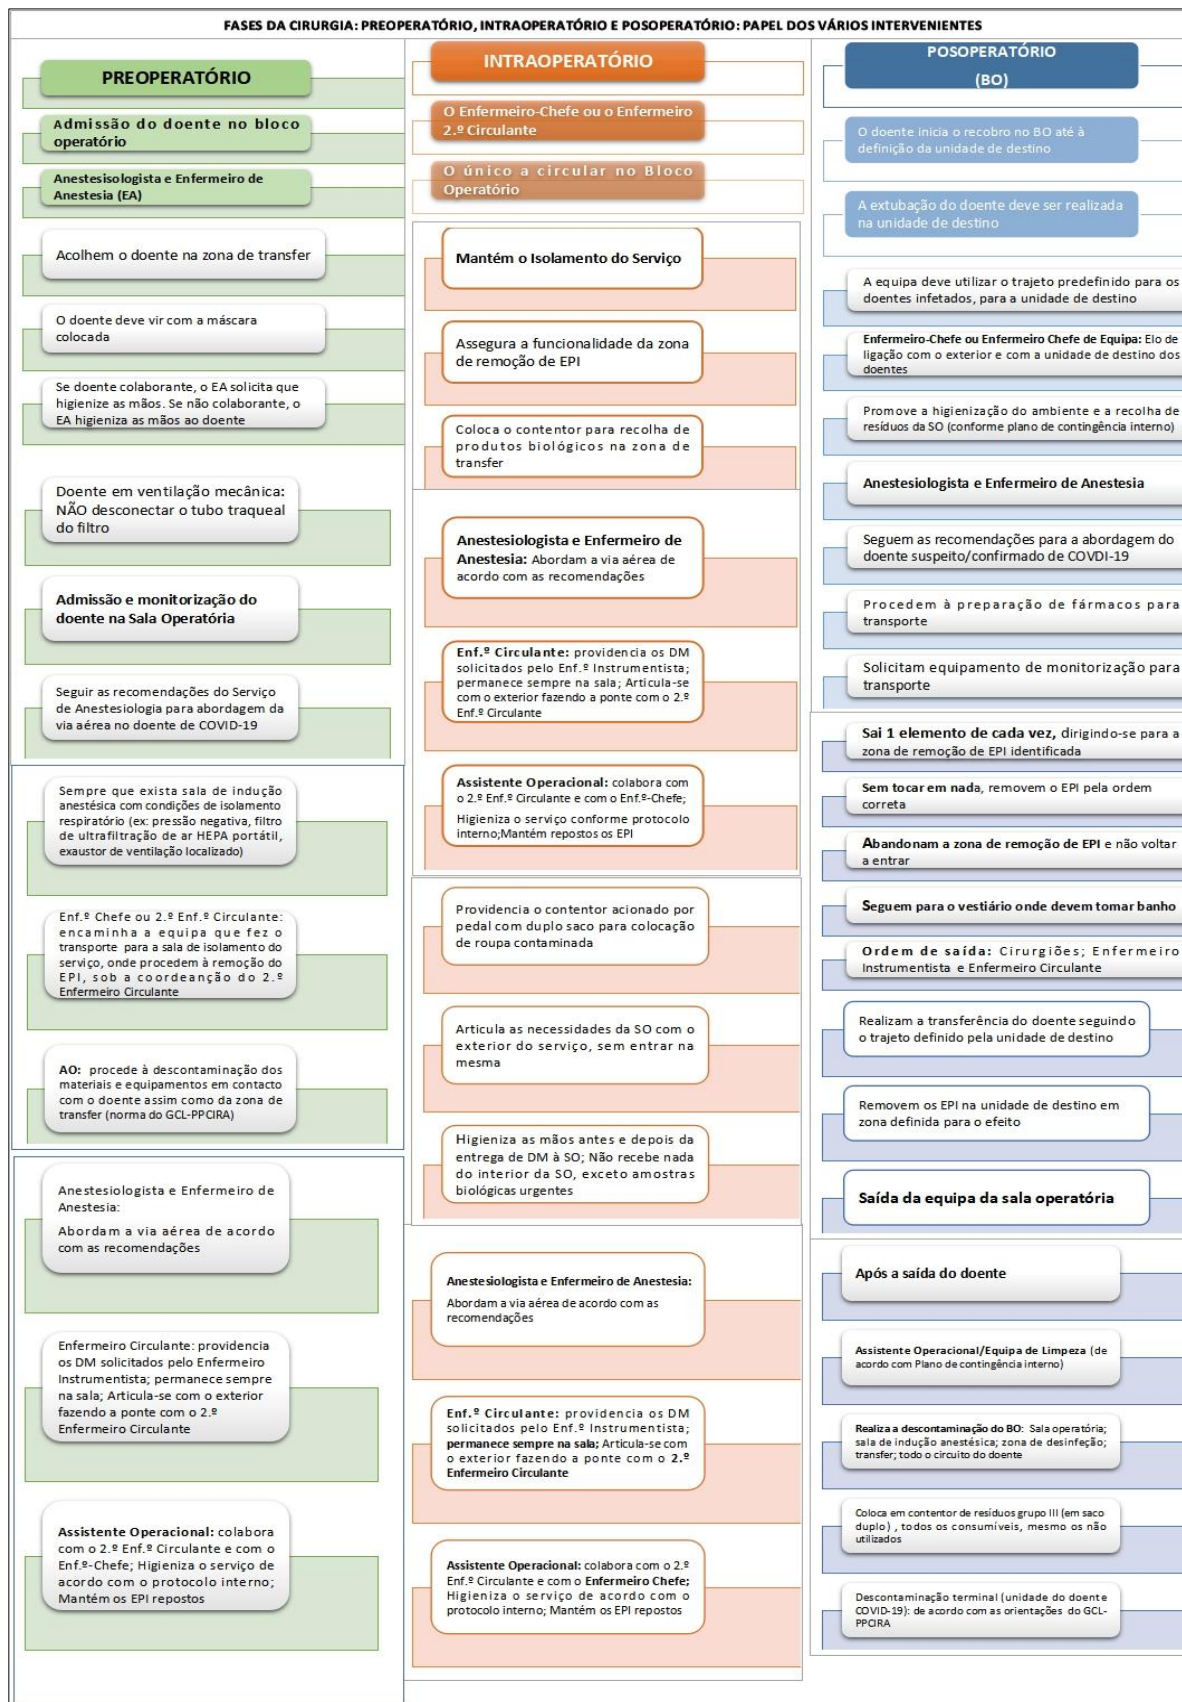 FASES DA CIRURGIA: PREOPERATÓRIO, INTRAOPERATÓRIO E POSOPERATÓRIO: PAPEL DOS VÁRIOS INTERVENIENTES
PREOPERATÓRIO
Admissão do doente no bloco
operatório
Anestesisologista e Enfermeiro de
Anestesia (EA)
Acolhem o doente na zona de transfer
O doente deve vir com a máscara
colocada
Se doente colaborante, o EA solicita que
higienize as mãos. Se não colaborante, o
EA higieniza as mãos ao doente
Doente em ventilação mecânica:
NÃO desconectar o tubo traqueal
do filtro
Admissão e monitorização do
doente na Sala Operatória
Seguir as recomendações do Serviço
de Anestesiologia para abordagem da
via aérea no doente de COVID-19
Sempre que exista sala de indução
anestésica com condições de isolamento
respiratório (ex: pressão negativa, filtro
de ultrafiltração de ar HEPA portátil,
exaustor de ventilação localizado)
Enf.º Chefe ou 2.º Enf.º Circulante:
encaminha a equipa que fez o
transporte para a sala de isolamento do
serviço, onde procedem à remoção do
EPI, sob a coordeanção do 2.º
Enfermeiro Circulante
AO: procede à descontaminação dos
materiais e equipamentos em contacto
com o doente assim como da zona de
transfer (norma do GCL-PPCIRA)
Anestesiologista e Enfermeiro de
Anestesia:
Abordam a via aérea de acordo
com as recomendações
Enfermeiro Circulante: providencia
os DM solicitados pelo Enfermeiro
Instrumentista; permanece sempre
na sala; Articula-se com o exterior
fazendo a ponte com o 2.º
Enfermeiro Circulante
Assistente Operacional: colabora
com o 2.º Enf.º Circulante e com o
Enf.º-Chefe; Higieniza o serviço de
acordo com o protocolo interno;
Mantém os EPI repostos
INTRAOPERATÓRIO
O Enfermeiro-Chefe ou o Enfermeiro
2.º Circulante
O único a circular no Bloco
Operatório
Mantém o Isolamento do Serviço
Assegura a funcionalidade da zona
de remoção de EPI
Coloca o contentor para recolha de
produtos biológicos na zona de
transfer
Anestesiologista e Enfermeiro de
Anestesia: Abordam a via aérea de
acordo com as recomendações
Enf.º Circulante: providencia os DM
solicitados pelo Enf.º Instrumentista;
permanece sempre na sala; Articula-se
com o exterior fazendo a ponte com o 2.º
Enf.º Circulante
Assistente Operacional: colabora com
o 2.º Enf.º Circulante e com o Enf.º-Chefe;
Higieniza o serviço conforme protocolo
interno;Mantém repostos os EPI
Providencia o contentor acionado por
pedal com duplo saco para colocação
de roupa contaminada
Articula as necessidades da SO com o
exterior do serviço, sem entrar na
mesma
Higieniza as mãos antes e depois da
entrega de DM à SO; Não recebe nada
do interior da SO, exceto amostras
biológicas urgentes
Anestesiologista e Enfermeiro de Anestesia:
Abordam a via aérea de acordo com as
recomendações
Enf.º Circulante: providencia os DM
solicitados pelo Enf.º Instrumentista;
permanece sempre na sala; Articula-se com
o exterior fazendo a ponte com o 2.º
Enfermeiro Circulante
Assistente Operacional: colabora com o 2.º
Enf.º Circulante e com o Enfermeiro Chefe;
Higieniza o serviço de acordo com o
protocolo interno; Mantém os EPI repostos
POSOPERATÓRIO
(BO)
O doente inicia o recobro no BO até à
definição da unidade de destino
A extubação do doente deve ser realizada
na unidade de destino
A equipa deve utilizar o trajeto predefinido para os
doentes infetados, para a unidade de destino
Enfermeiro-Chefe ou Enfermeiro Chefe de Equipa: Elo de
ligação com o exterior e com a unidade de destino dos
doentes
Promove a higienização do ambiente e a recolha de
resíduos da SO (conforme plano de contingência interno)
Anestesiologista e Enfermeiro de Anestesia
Seguem as recomendações para a abordagem do
doente suspeito/confirmado de COVDI-19
Procedem à preparação de fármacos para
transporte
Solicitam equipamento de monitorização para
transporte
Sai 1 elemento de cada vez, dirigindo-se para a
zona de remoção de EPI identificada
Sem tocar em nada, removem o EPI pela ordem
correta
Abandonam a zona de remoção de EPI e não voltar
a entrar
Seguem para o vestiário onde devem tomar banho
Ordem de saída: Cirurgiões; Enfermeiro
Instrumentista e Enfermeiro Circulante
Realizam a transferência do doente seguindo
o trajeto definido pela unidade de destino
Removem os EPI na unidade de destino em
zona definida para o efeito
Saída da equipa da sala operatória
Após a saída do doente
Assistente Operacional/Equipa de Limpeza (de
acordo com Plano de contingência interno)
Realiza a descontaminação do BO: Sala operatória;
sala de indução anestésica; zona de desinfeção;
transfer; todo o circuito do doente
Coloca em contentor de resíduos grupo III (em saco
duplo) , todos os consumíveis, mesmo os não
utilizados
Descontaminação terminal (unidade do doente
COVID-19): de acordo com as orientações do GCL-
PPCIRA